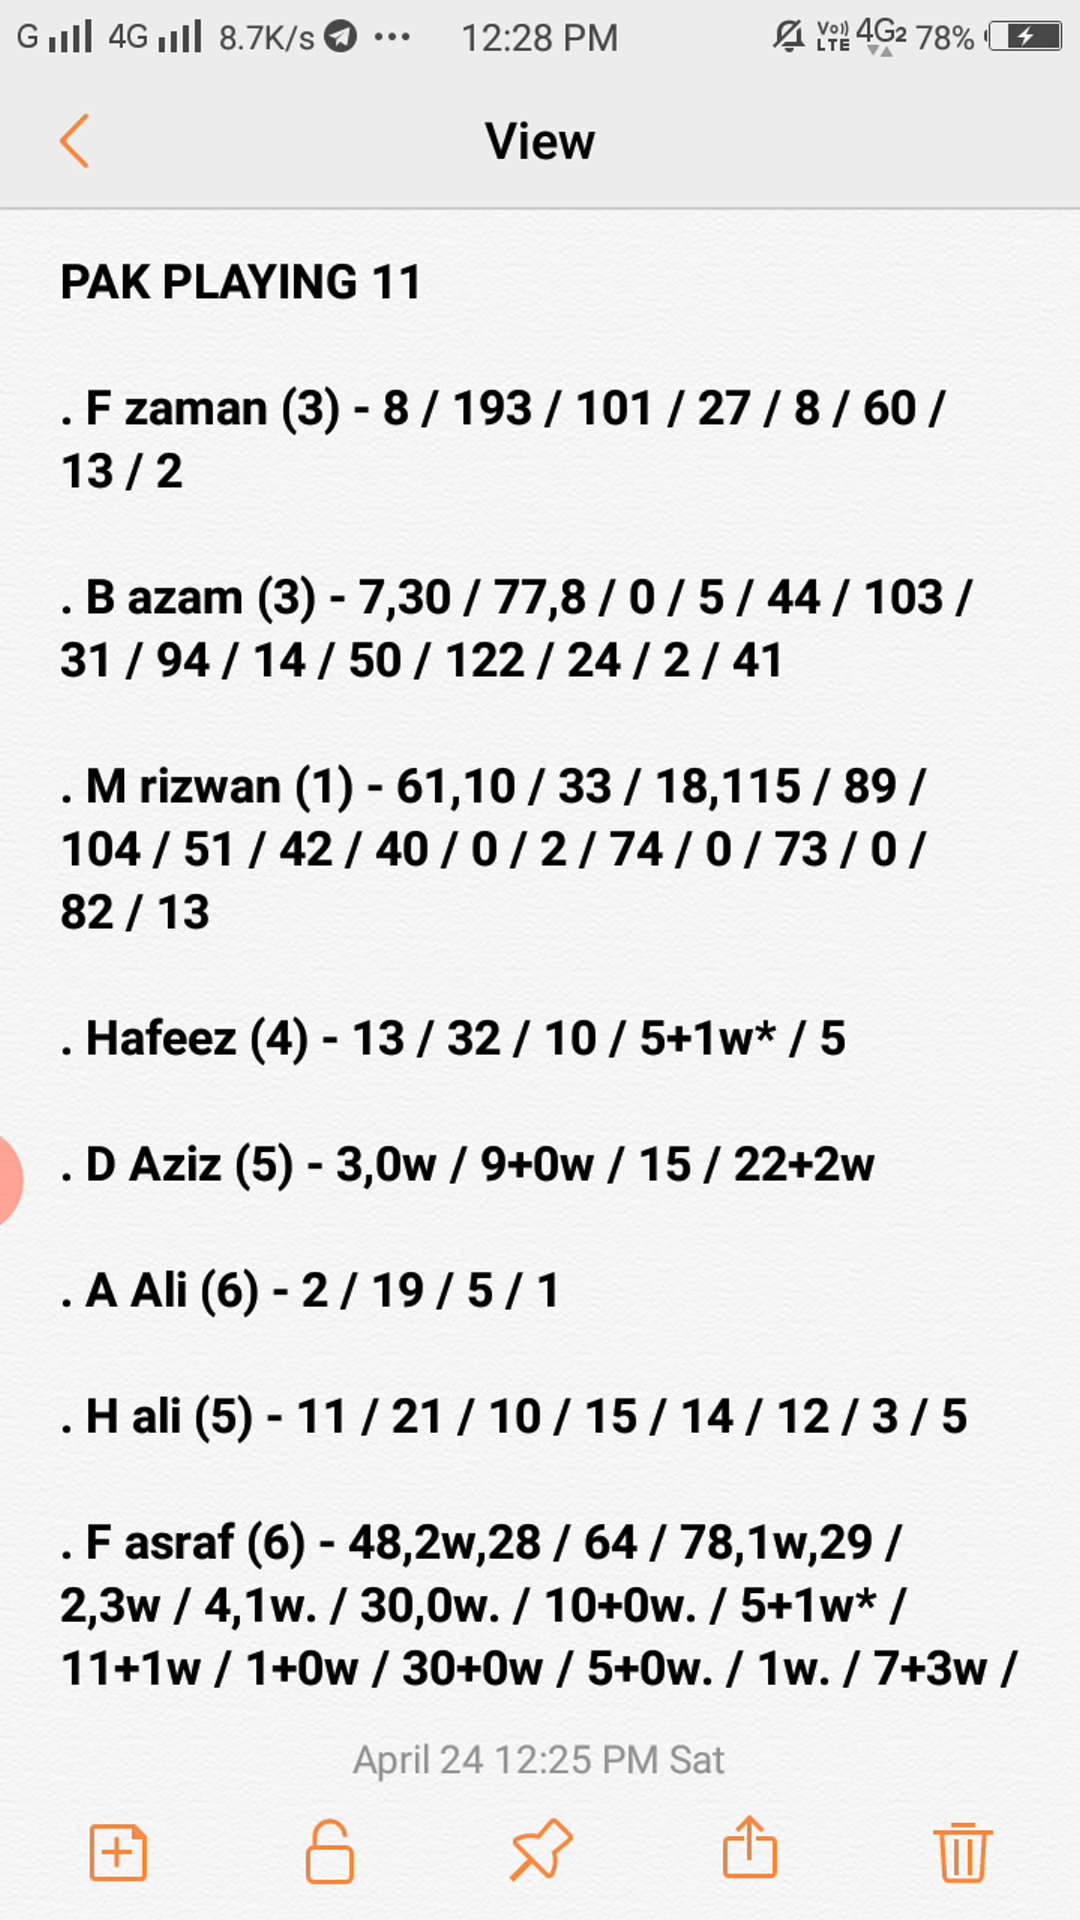 G 4G 8.7K/s ... 12:28 PM Vo)) LTE 4G2 78%
View
PAK PLAYING 11
. F zaman (3) - 8 / 193 / 101 / 27 / 8 / 60 /
13 / 2
. B azam (3) - 7,30 / 77,8 / 0 / 5 / 44 / 103 /
31 / 94 / 14 / 50 / 122 / 24 / 2 / 41
. M rizwan (1) - 61,10 / 33 / 18,115 / 89 /
104 / 51 / 42 / 40 / 0 / 2 / 74 / 0 / 73 / 0 /
82 / 13
. Hafeez (4) - 13 / 32 / 10 / 5+1w* / 5
. D Aziz (5) - 3,0w / 9+0w / 15 / 22+2w
. A Ali (6) - 2 / 19 / 5 / 1
. H ali (5) - 11 / 21 / 10 / 15 / 14 / 12 / 3 / 5
. F asraf (6) - 48,2w,28 / 64 / 78,1w,29 /
2,3w / 4,1w. / 30,0w. / 10+0w. / 5+1w* /
11+1w / 1+0w / 30+0w / 5+0w. / 1w. / 7+3w /
April 24 12:25 PM Sat